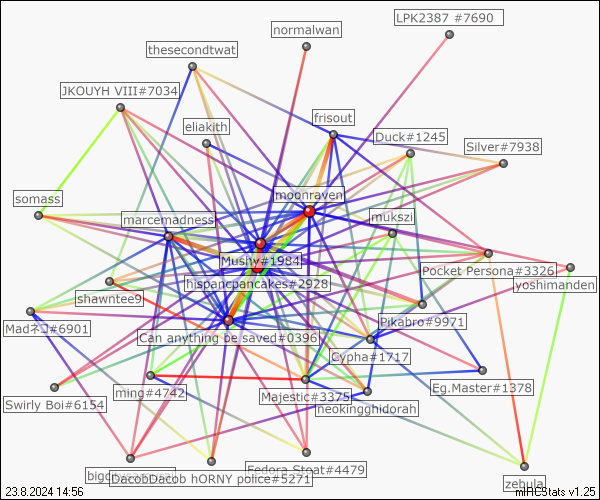 LPK2387 #7690
normalwan
thesecondtwat
JKOUYH VIII#7034
frisout
eliakith
Duck#1245
Silver#7938
moonraven
somass
marcemadness
mukszi
Mushy#1984
Pocket Persona#3326
hispancpancakes#2928
yoshimanden
shawntee9
Pikabro#9971
Madネコ#6901
Can anything be saved#0396
Cypha#1717
Eg.Master#1378
ming#4742
Majestic#3375
Swirly Boi#6154
neokingghidorah
Fedora Stoat#4479
DacobDacob hORNY police#5271
zebula
23.8.2024 14:56
mIRCStats v1.25